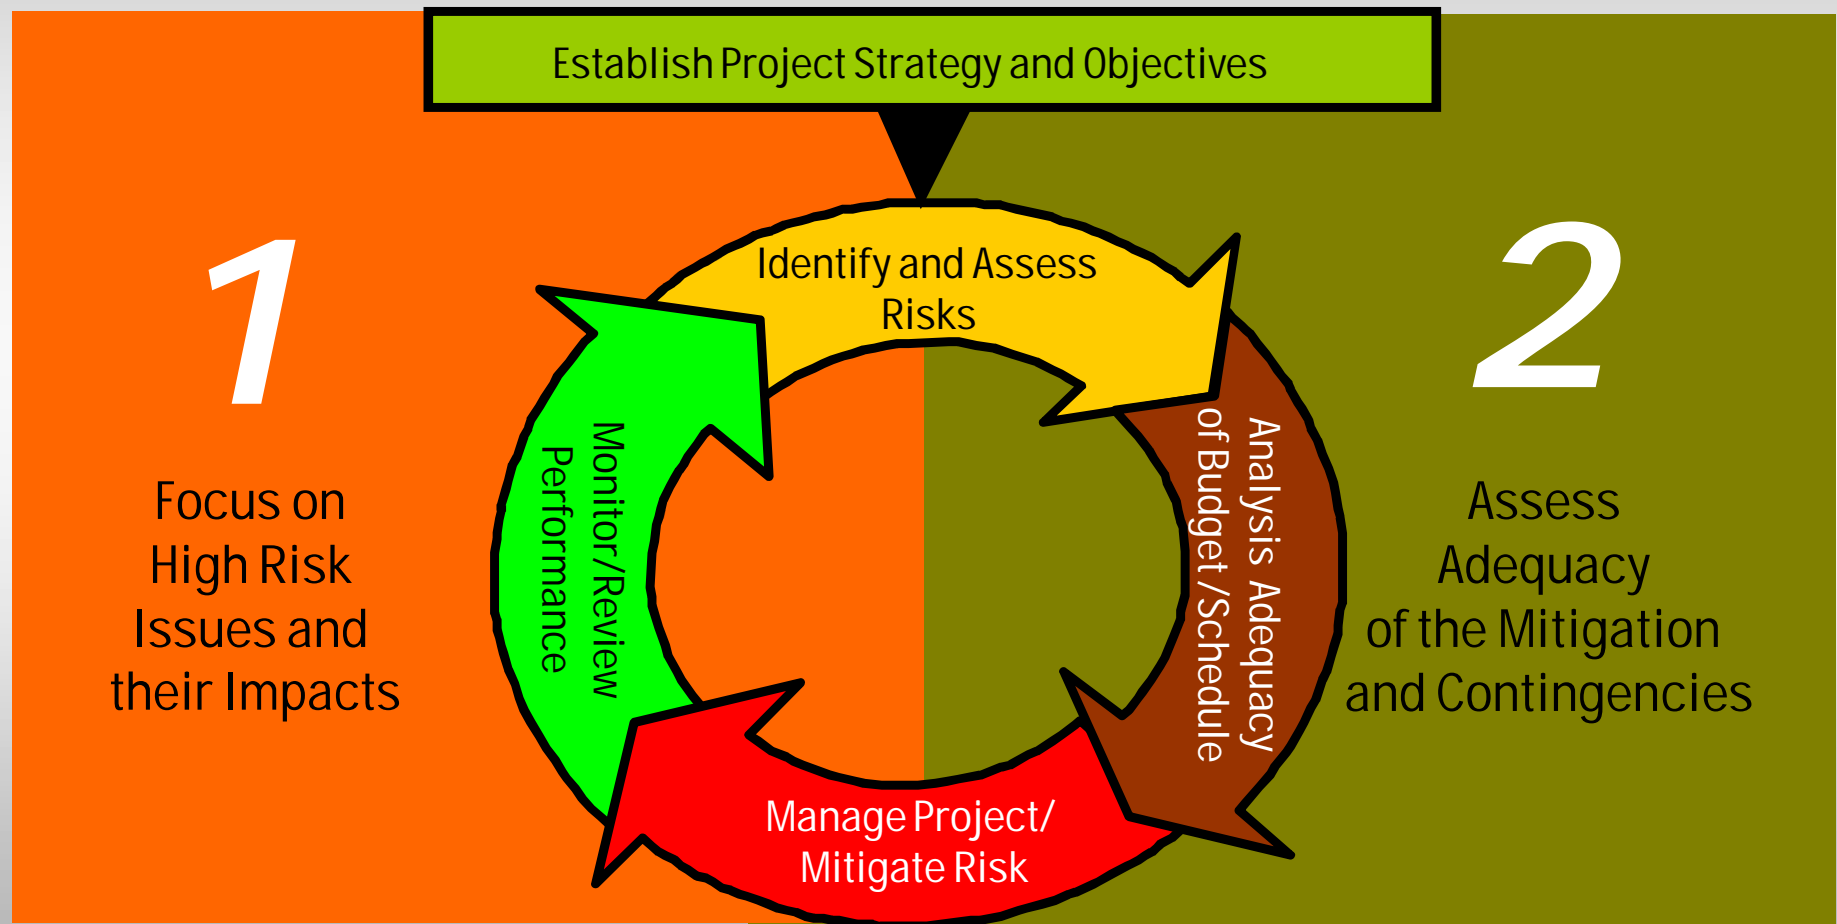 Establish Project Strategy and Objectives
1
Focus on
High Risk
Issues and
their Impacts
Identify and Assess
Risks
Analysis Adequacy
of Budget /Schedule
Manage Project/
Mitigate Risk
Monitor/Review
Performance
2
Assess
Adequacy
of the Mitigation
and Contingencies